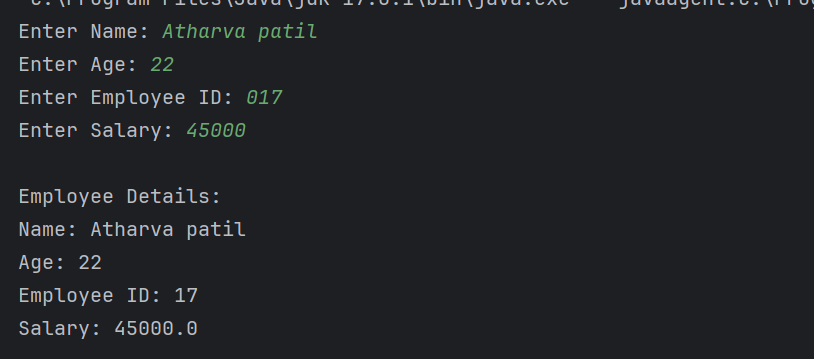 Enter Name: Atharva patil
Enter Age: 22
Enter Employee ID: 017
Enter Salary: 45000
Employee Details:
Name: Atharva patil
Age: 22
Employee ID: 17
Salary: 45000.0